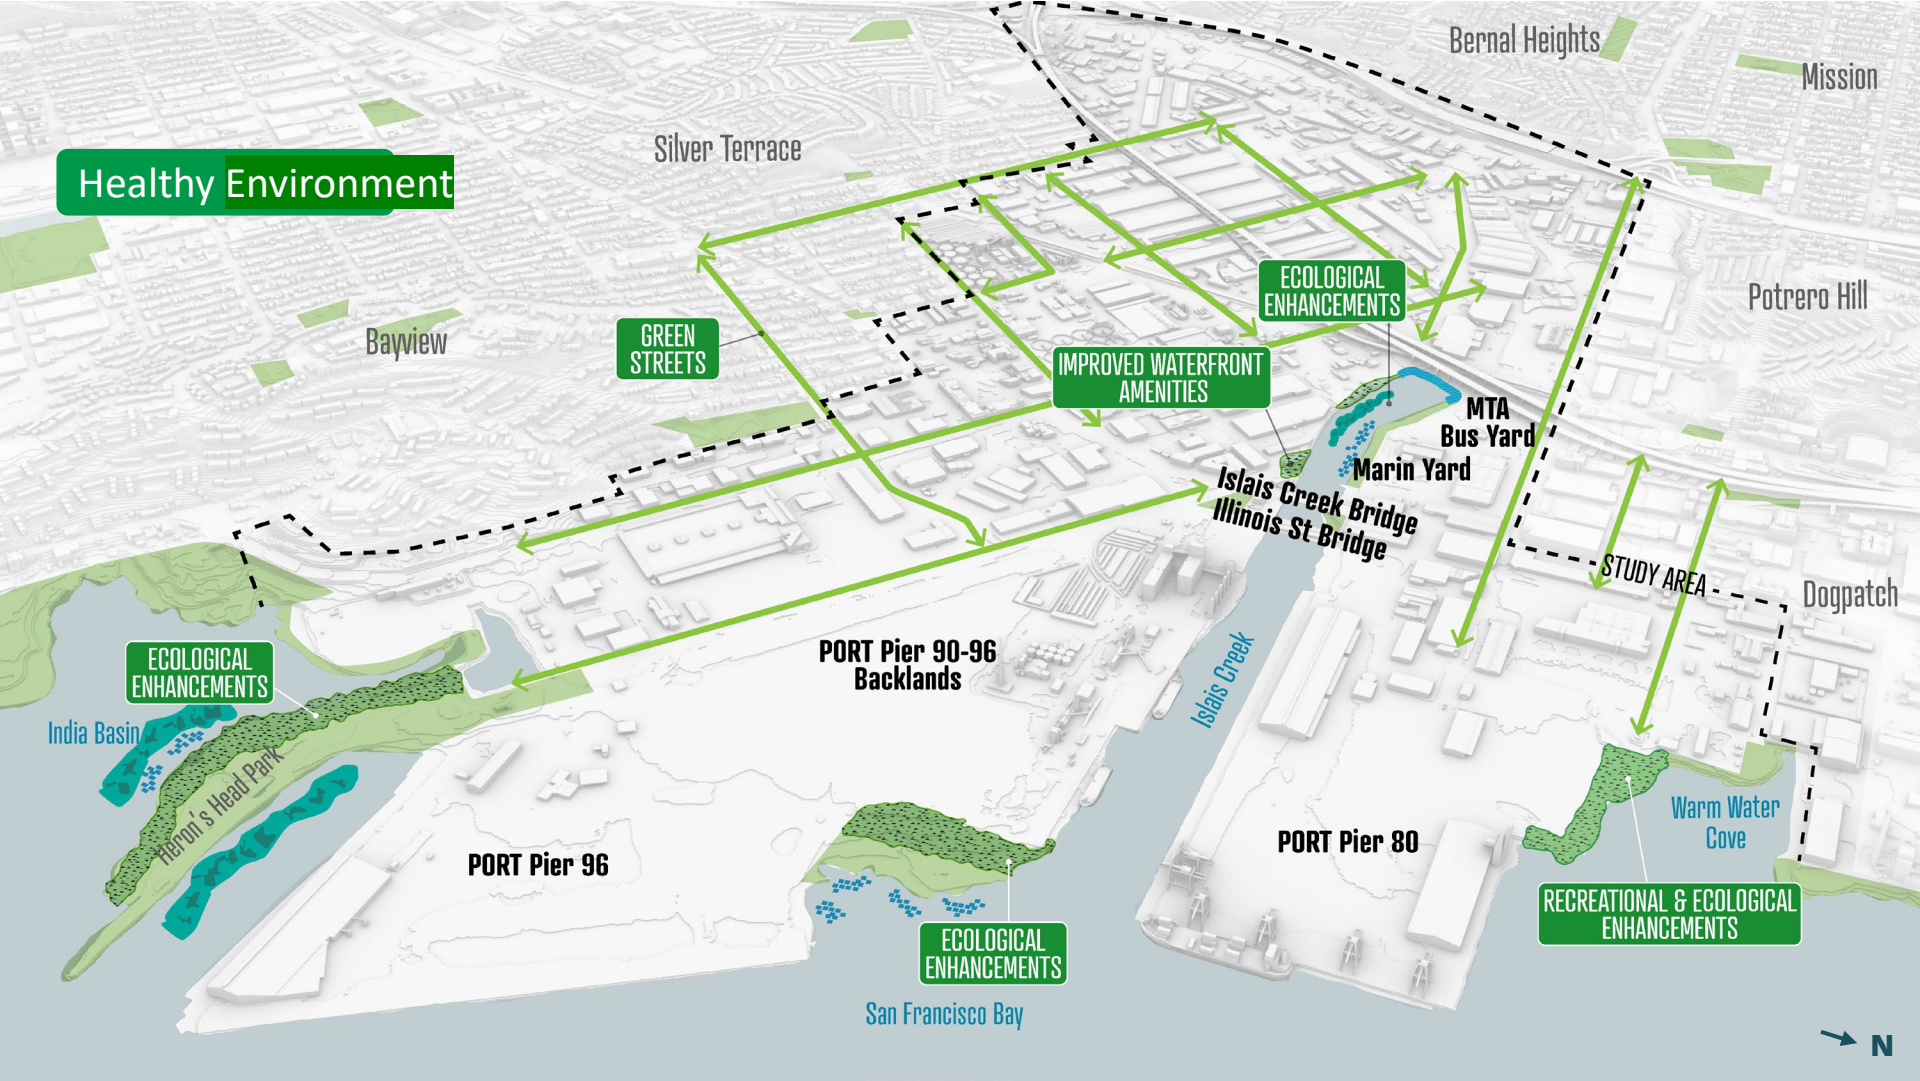 Bernal Heights
Mission
Silver Terrace
Healthy Environment
ECOLOGICAL
ENHANCEMENTS
Potrero Hill
GREEN
STREETS
Bayview
IMPROVED WATERFRONT
AMENITIES
MTA
Bus Yard
Marin Yard
Islais Creek Bridge
Illinois St Bridge
STUDY AREA
Dogpatch
ECOLOGICAL
ENHANCEMENTS
PORT Pier 90-96
Backlands
Islais Creek
India Basin
Heron's Head Park
Warm Water
Cove
PORT Pier 96
PORT Pier 80
RECREATIONAL & ECOLOGICAL
ENHANCEMENTS
ECOLOGICAL
ENHANCEMENTS
San Francisco Bay
N